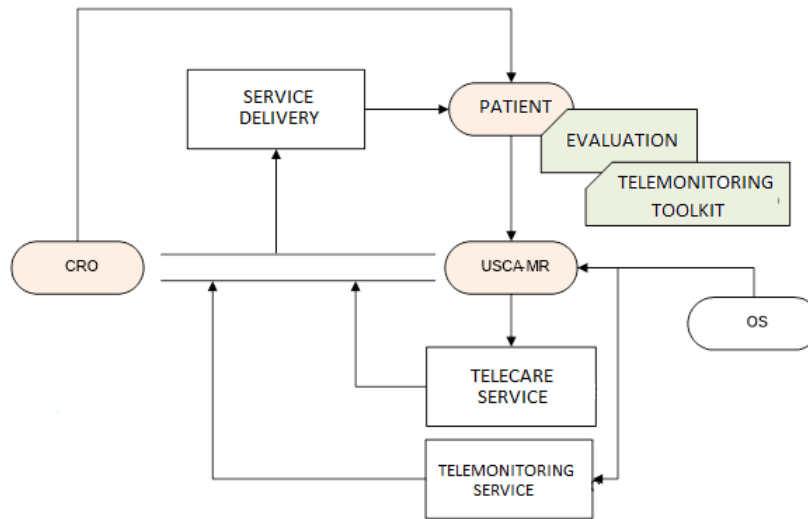 SERVICE
DELIVERY
PATIENT
EVALUATION
TELEMONITORING
TOOLKIT
CRO
USCA-MR
OS
TELECARE
SERVICE
TELEMONITORING
SERVICE